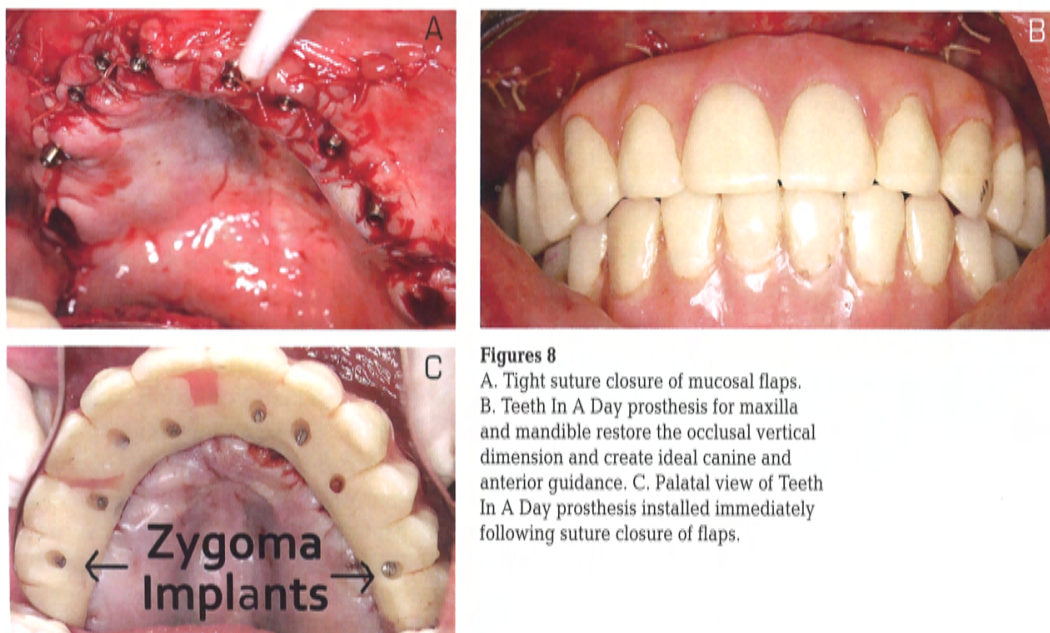 A
B
C
Zygoma
Implants
Figures 8
A. Tight suture closure of mucosal flaps.
B. Teeth In A Day prosthesis for maxilla
and mandible restore the occlusal vertical
dimension and create ideal canine and
anterior guidance. C. Palatal view of Teeth
In A Day prosthesis installed immediately
following suture closure of flaps.